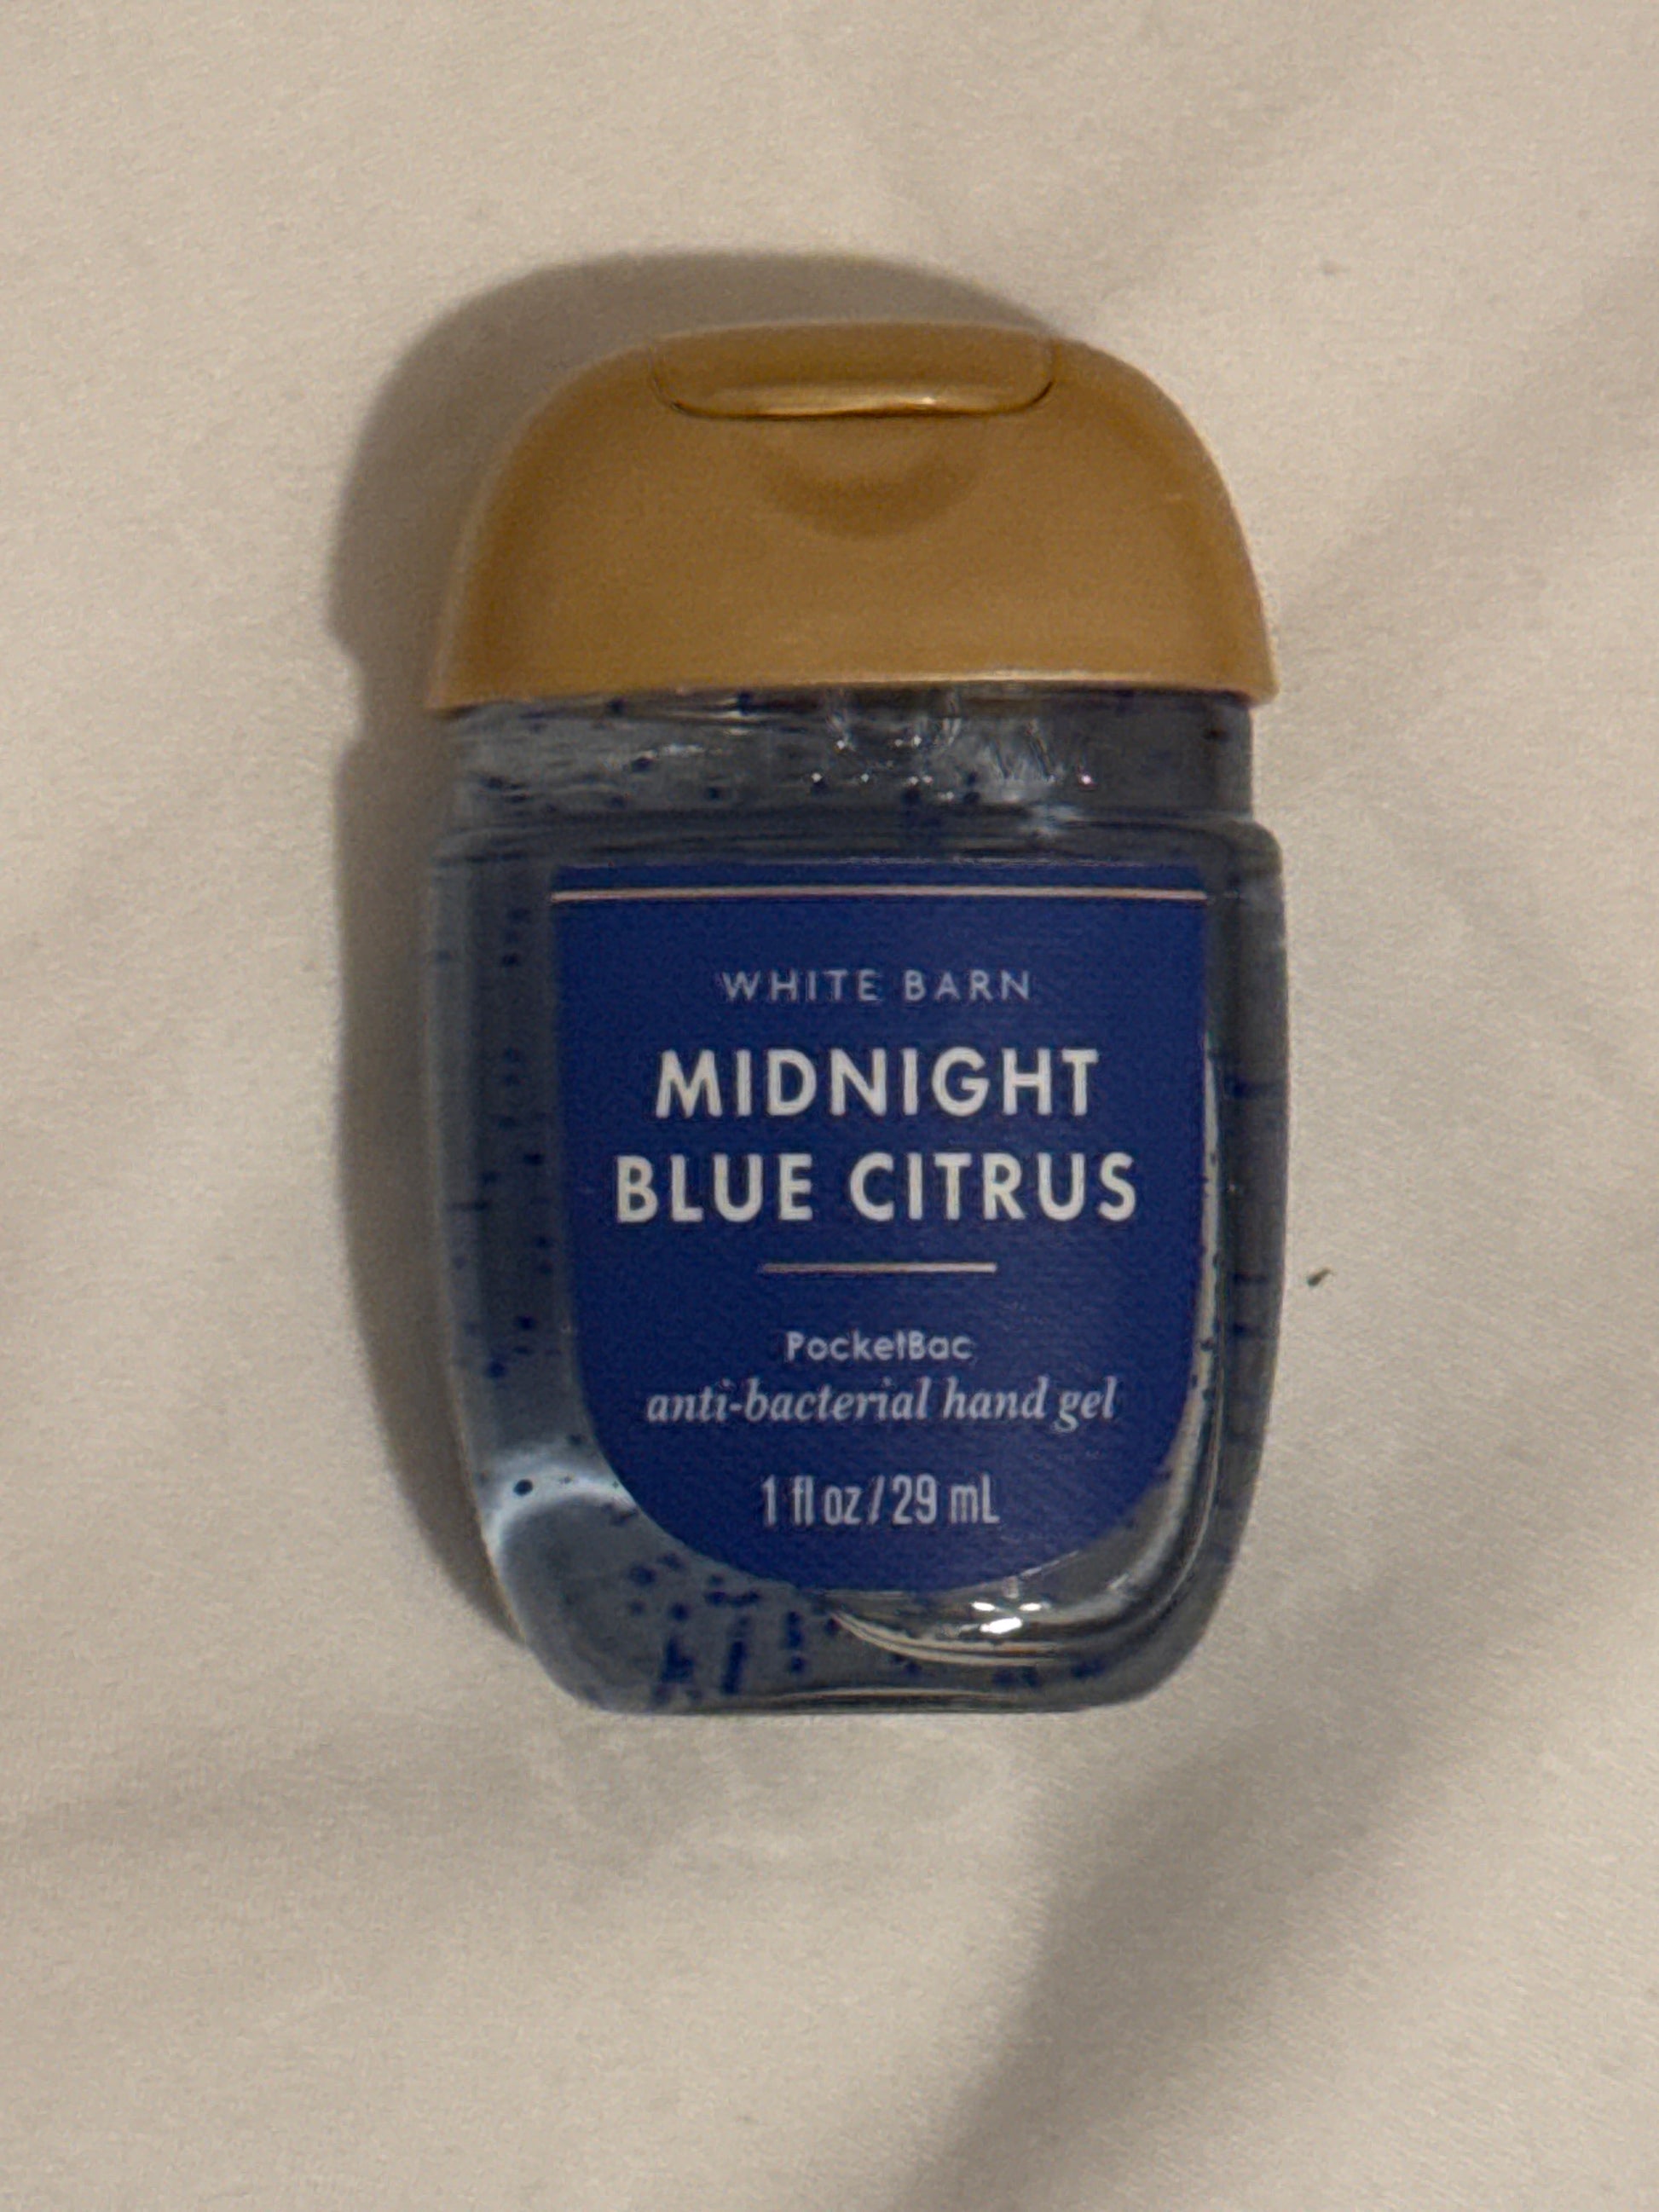 WHITE BARN
MIDNIGHT
BLUE CITRUS
PocketBac
anti-bacterial hand gel
1 fl oz / 29 mL